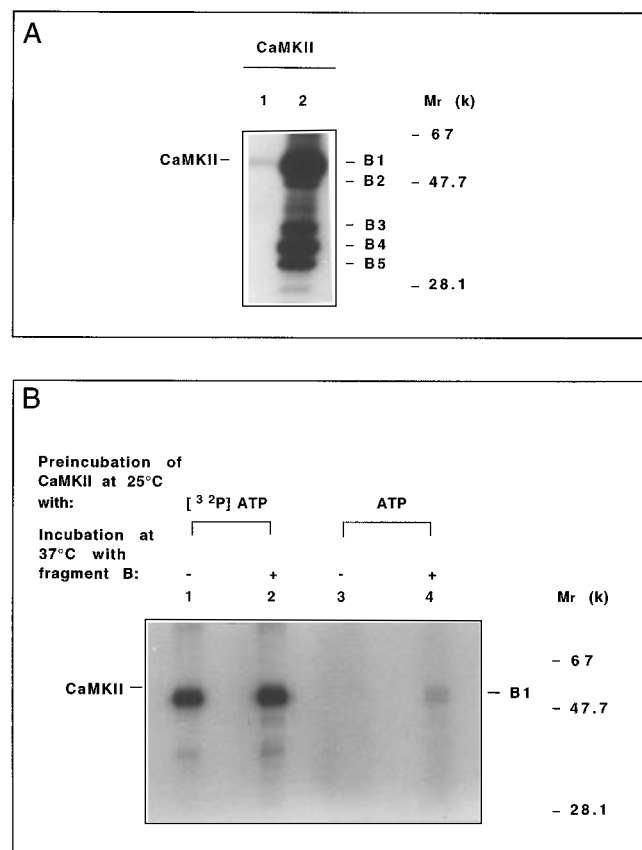 A
CaMKII
1 2 Mr (k)
– 67
CaMKII – – B1
– B2 – 47.7
– B3
– B4
– B5
– 28.1
B
Preincubation of
CaMKII at 25°C
with: [³²P] ATP ATP
Incubation at
37°C with
fragment B: - + - +
1 2 3 4 Mr (k)
– 67
CaMKII – – B1
– 47.7
– 28.1